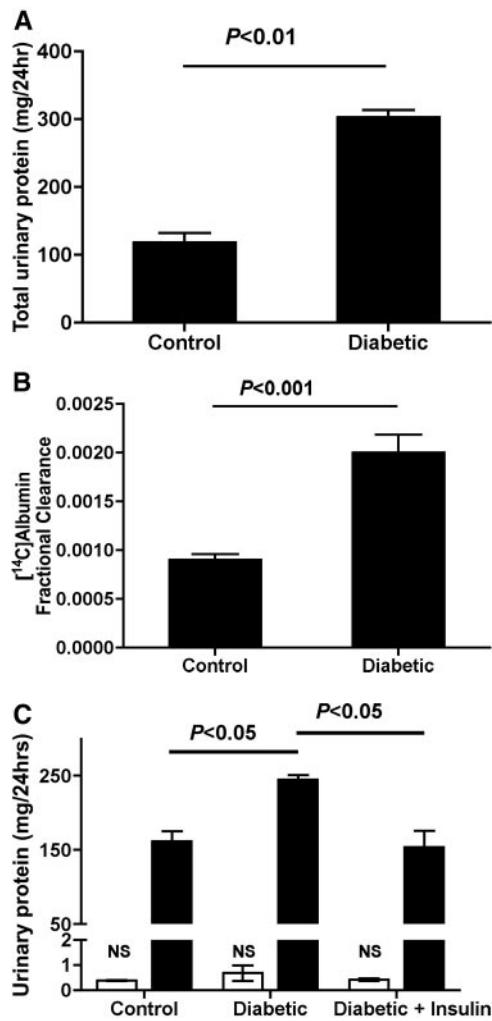 A
P<0.01
Total urinary protein (mg/24hr)
400
300
200
100
0
Control Diabetic
B
P<0.001
[¹⁴C]Albumin
Fractional Clearance
0.0025
0.0020
0.0015
0.0010
0.0005
0.0000
Control Diabetic
C
P<0.05 P<0.05
Urinary protein (mg/24hrs)
250
150
50
2
1
0
NS NS NS
Control Diabetic Diabetic + Insulin